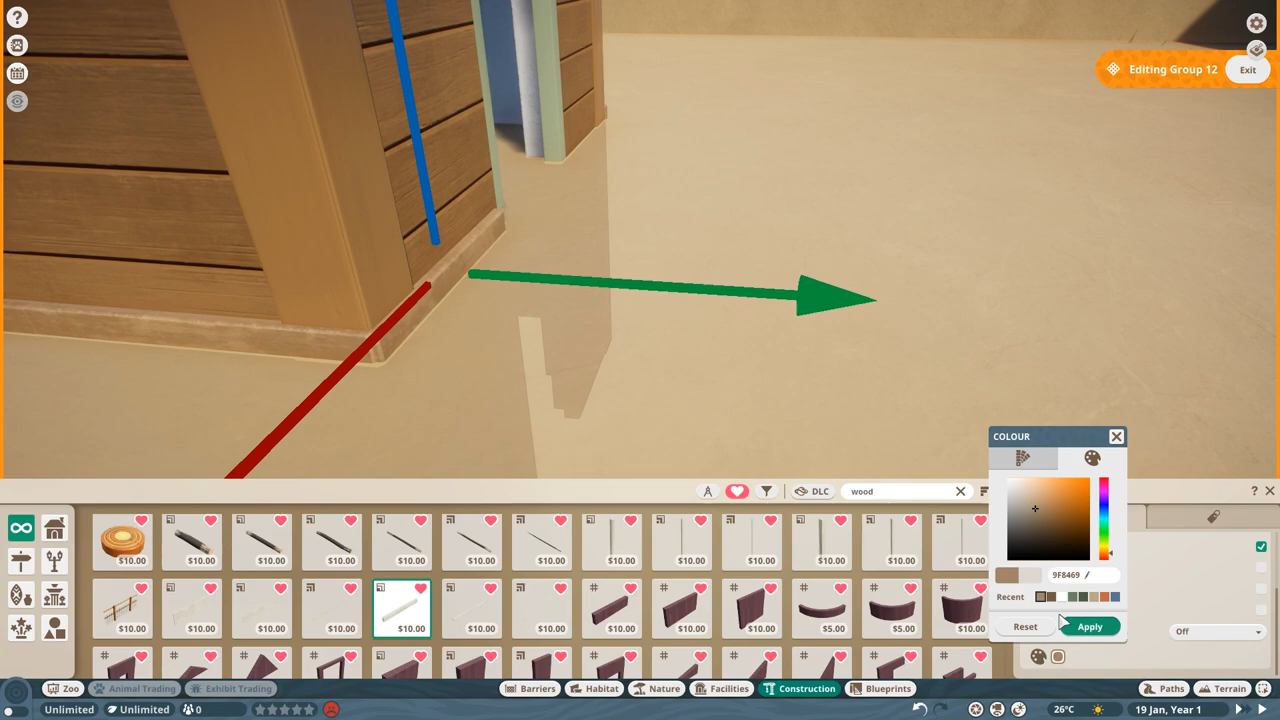 Editing Group 12
Exit
COLOUR
DLC
wood
?
$10.00 $10.00 $10.00 $10.00 $10.00 $10.00 $10.00 $10.00 $10.00 $10.00 $10.00 $10.00 $10.00
9F8469 /
$10.00 $10.00 $10.00 $10.00 $10.00 $10.00 $10.00 $10.00 $10.00 $10.00 $5.00 $5.00 $10.00
Recent
Reset
Apply
Off
Zoo
Animal Trading
Exhibit Trading
Barriers
Habitat
Nature
Facilities
Construction
Blueprints
Paths
Terrain
Unlimited
Unlimited
0
26°C
19 Jan, Year 1